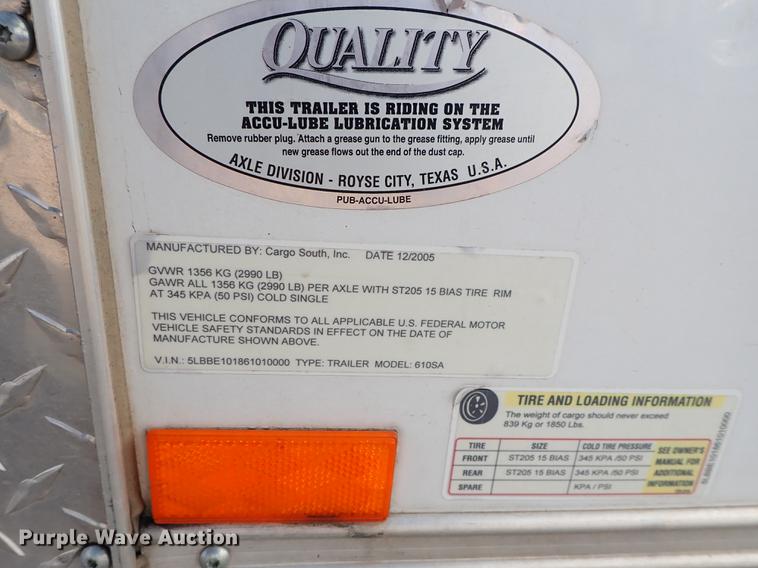 QUALITY
THIS TRAILER IS RIDING ON THE
ACCU-LUBE LUBRICATION SYSTEM
Remove rubber plug. Attach a grease gun to the grease fitting, apply grease until
new grease flows out the end of the dust cap.
AXLE DIVISION - ROYSE CITY, TEXAS U.S.A.
PUB-ACCU-LUBE
MANUFACTURED BY: Cargo South, Inc. DATE 12/2005
GVWR 1356 KG (2990 LB)
GAWR ALL 1356 KG (2990 LB) PER AXLE WITH ST205 15 BIAS TIRE RIM
AT 345 KPA (50 PSI) COLD SINGLE
THIS VEHICLE CONFORMS TO ALL APPLICABLE U.S. FEDERAL MOTOR
VEHICLE SAFETY STANDARDS IN EFFECT ON THE DATE OF
MANUFACTURE SHOWN ABOVE.
V.I.N.: 5LBBE101861010000 TYPE: TRAILER MODEL: 610SA
TIRE AND LOADING INFORMATION
The weight of cargo should never exceed
839 Kg or 1850 Lbs.
TIRE SIZE COLD TIRE PRESSURE
FRONT ST205 15 BIAS 345 KPA /50 PSI
REAR ST205 15 BIAS 345 KPA /50 PSI
SPARE KPA / PSI
SEE OWNER'S
MANUAL FOR
ADDITIONAL
INFORMATION
5LBBE101861010000
Purple Wave Auction